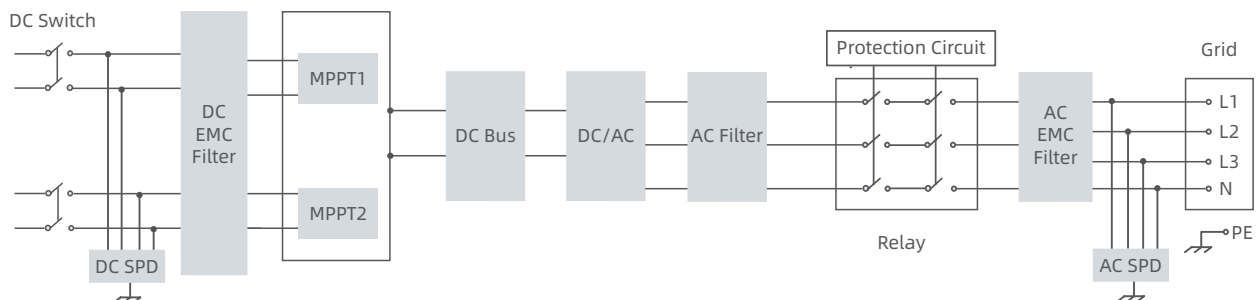 DC Switch
DC SPD
DC
EMC
Filter
MPPT1
MPPT2
DC Bus
DC/AC
AC Filter
Protection Circuit
Relay
AC
EMC
Filter
Grid
L1
L2
L3
N
PE
AC SPD